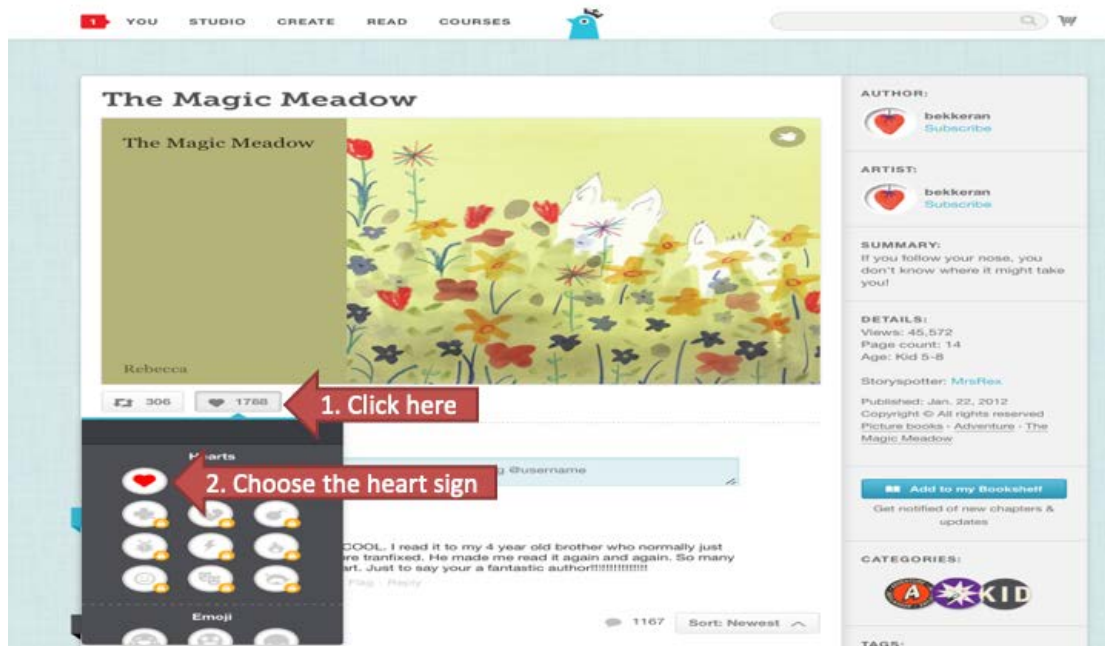 1 YOU STUDIO CREATE READ COURSES
The Magic Meadow
The Magic Meadow
Rebecca
306 1788
1. Click here
Hearts
2. Choose the heart sign
@username
COOL. I read it to my 4 year old brother who normally just
re tranfixed. He made me read it again and again. So many
art. Just to say your a fantastic author!!!!!!!!!!!!!!!
Flag · Reply
Emoji
1167 Sort: Newest
AUTHOR:
bekkeran
Subscribe
ARTIST:
bekkeran
Subscribe
SUMMARY:
If you follow your nose, you
don't know where it might take
you!
DETAILS:
Views: 45,572
Page count: 14
Age: Kid 5-8
Storyspotter: MrsRex
Published: Jan. 22, 2012
Copyright © All rights reserved
Picture books · Adventure · The
Magic Meadow
Add to my Bookshelf
Get notified of new chapters &
updates
CATEGORIES:
A KID
TAGS: